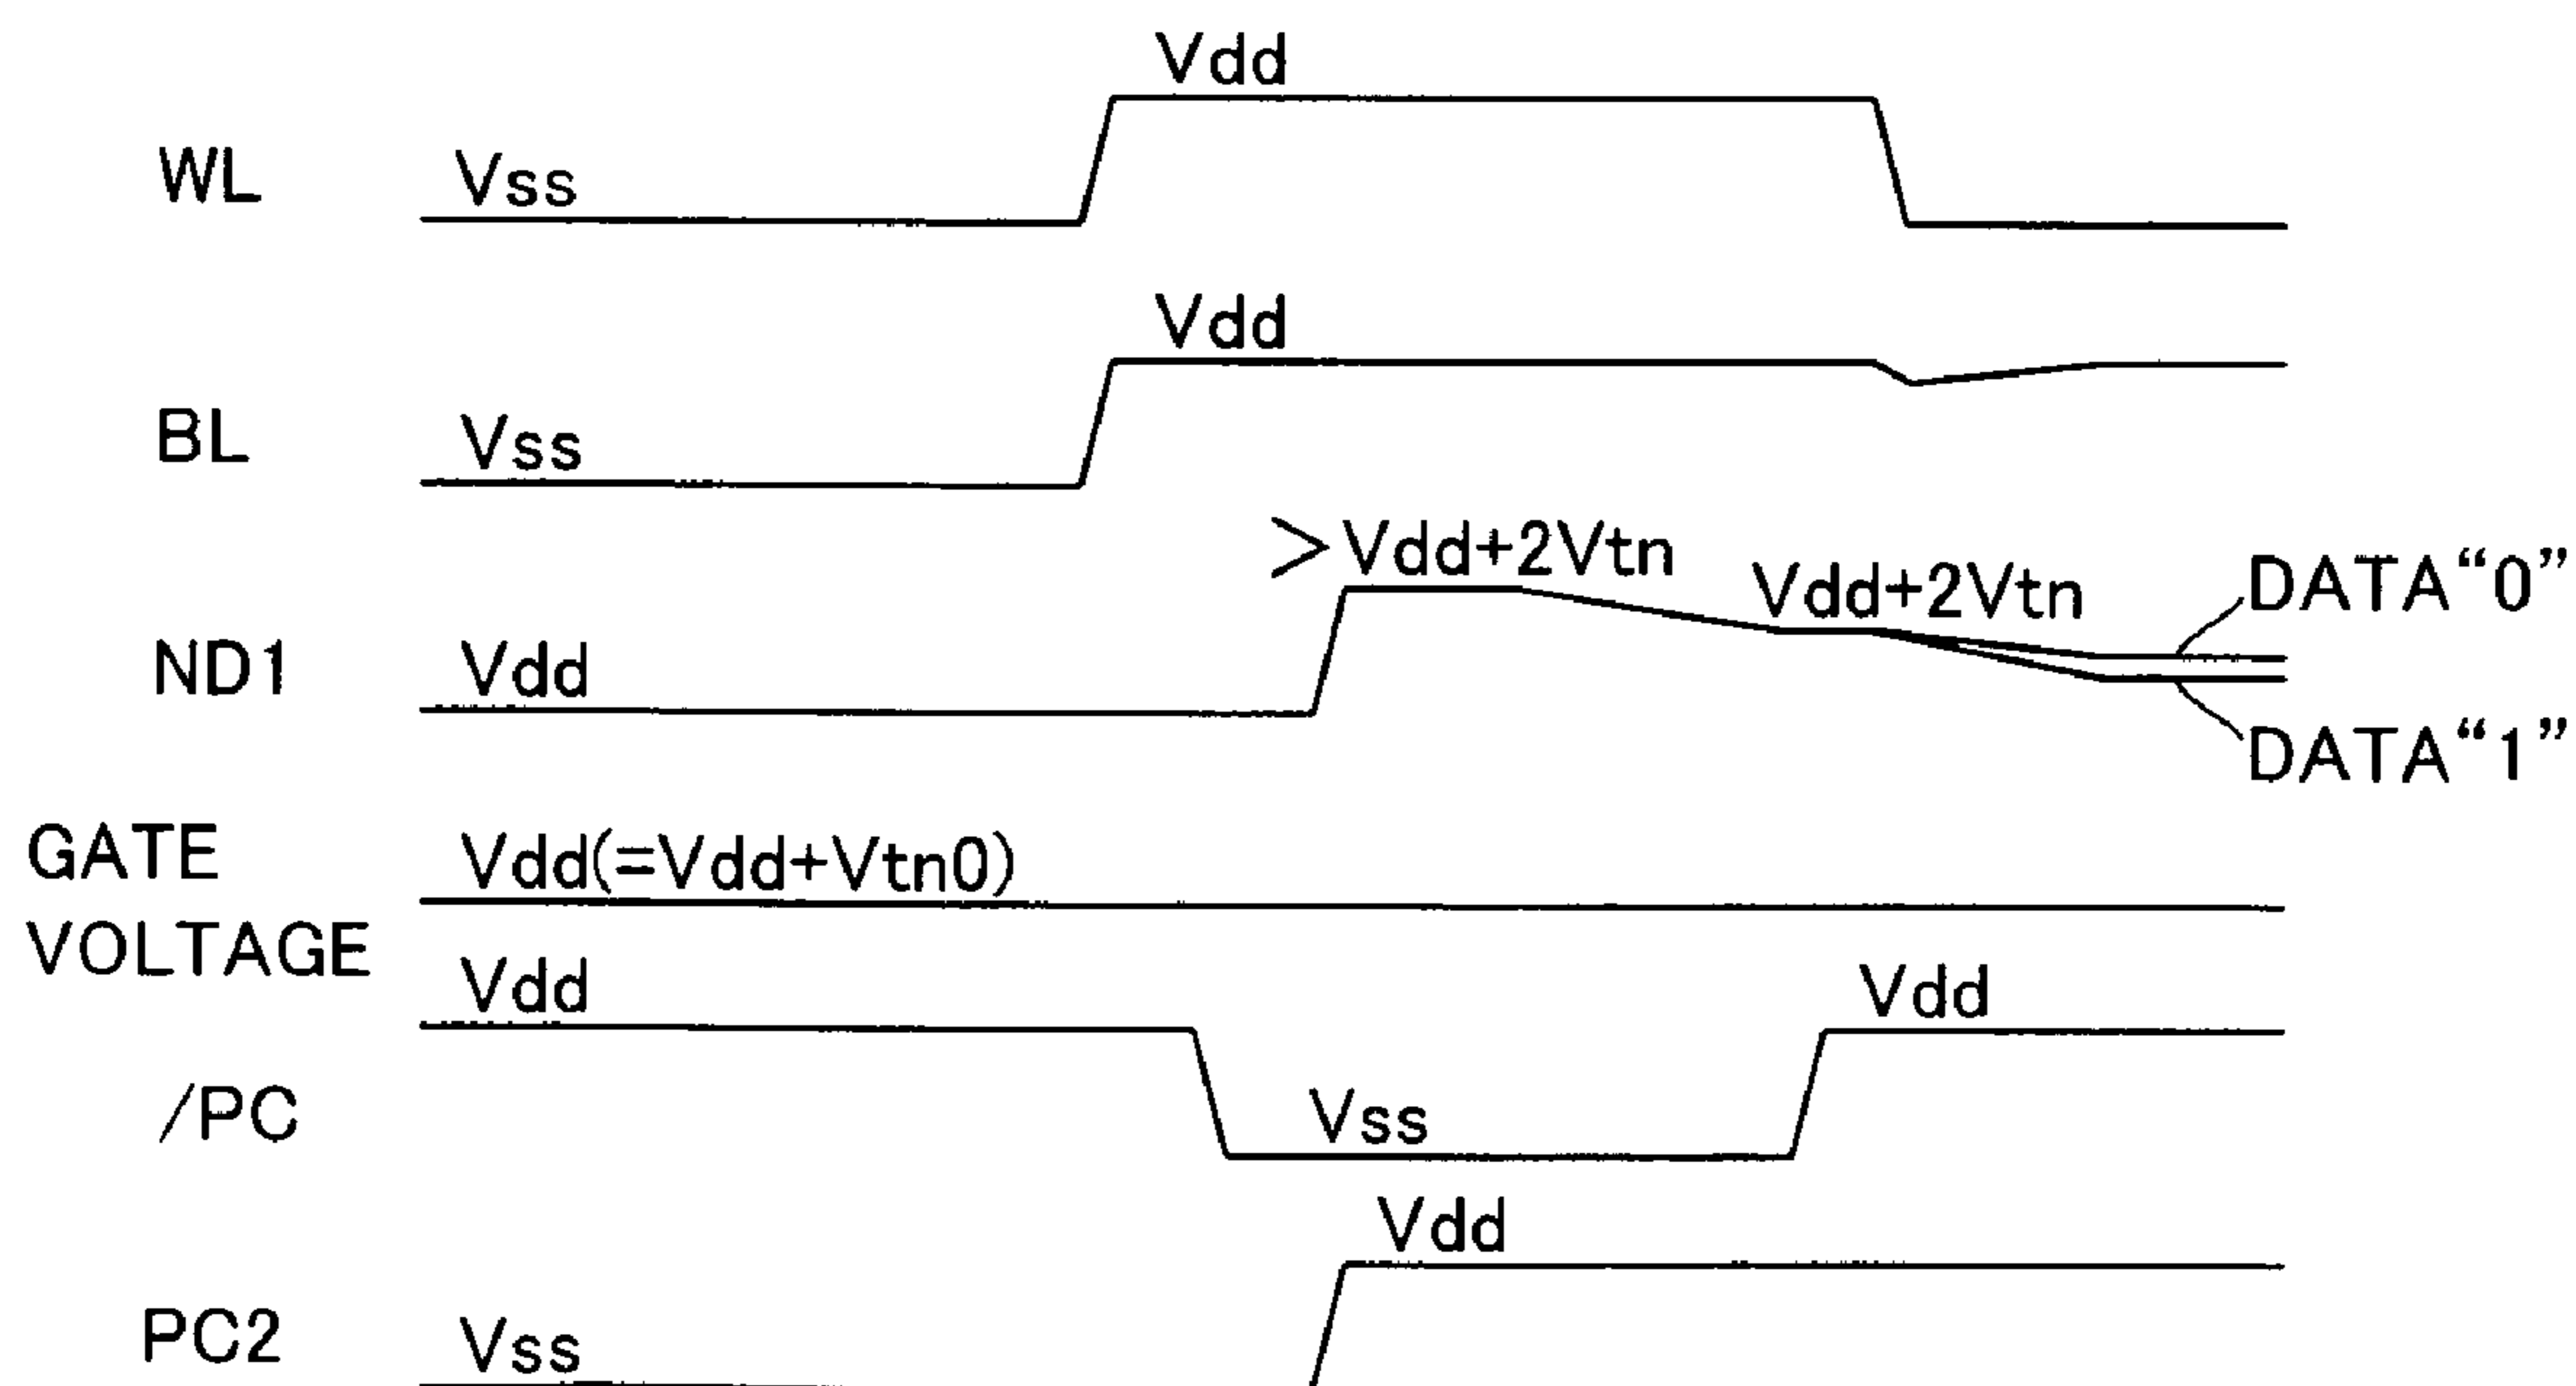 Vdd
WL
Vss
Vdd
BL
Vss
>Vdd+2Vtn
Vdd+2Vtn
DATA“0”
ND1
Vdd
DATA“1”
GATE
VOLTAGE
Vdd(=Vdd+Vtn0)
Vdd
Vdd
/PC
Vss
Vdd
PC2
Vss